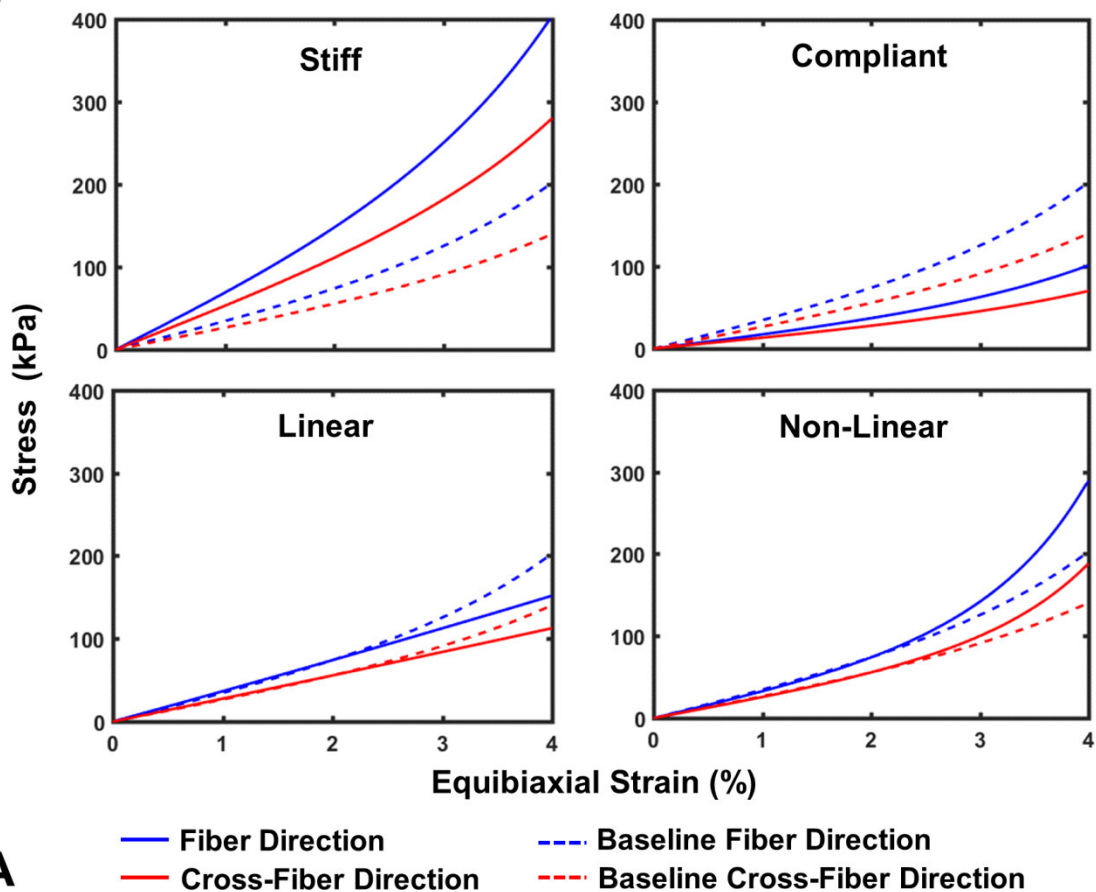 Stiff
400
300
200
100
0
Compliant
400
300
200
100
0
Linear
400
300
200
100
0
0 1 2 3 4
Non-Linear
400
300
200
100
0
0 1 2 3 4
Stress (kPa)
Equibiaxial Strain (%)
Fiber Direction
Baseline Fiber Direction
Cross-Fiber Direction
Baseline Cross-Fiber Direction
A